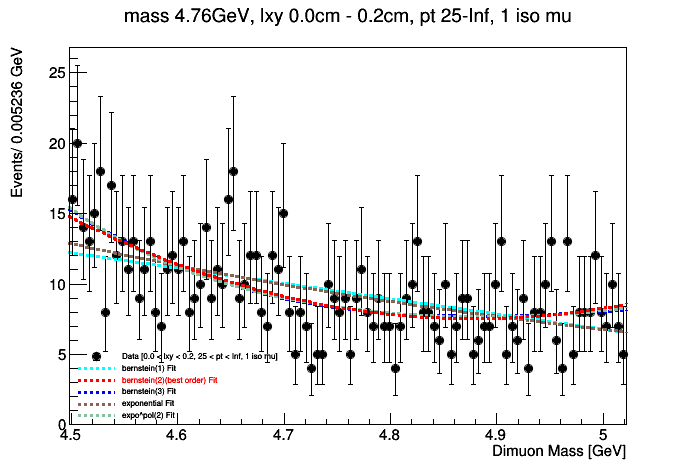 mass 4.76GeV, lxy 0.0cm - 0.2cm, pt 25-Inf, 1 iso mu
Events/ 0.005236 GeV
25
20
15
10
5
0
Data [0.0 < lxy < 0.2, 25 < pt < Inf, 1 iso mu]
bernstein(1) Fit
bernstein(2)(best order) Fit
bernstein(3) Fit
exponential Fit
expo*pol(2) Fit
4.5 4.6 4.7 4.8 4.9 5
Dimuon Mass [GeV]